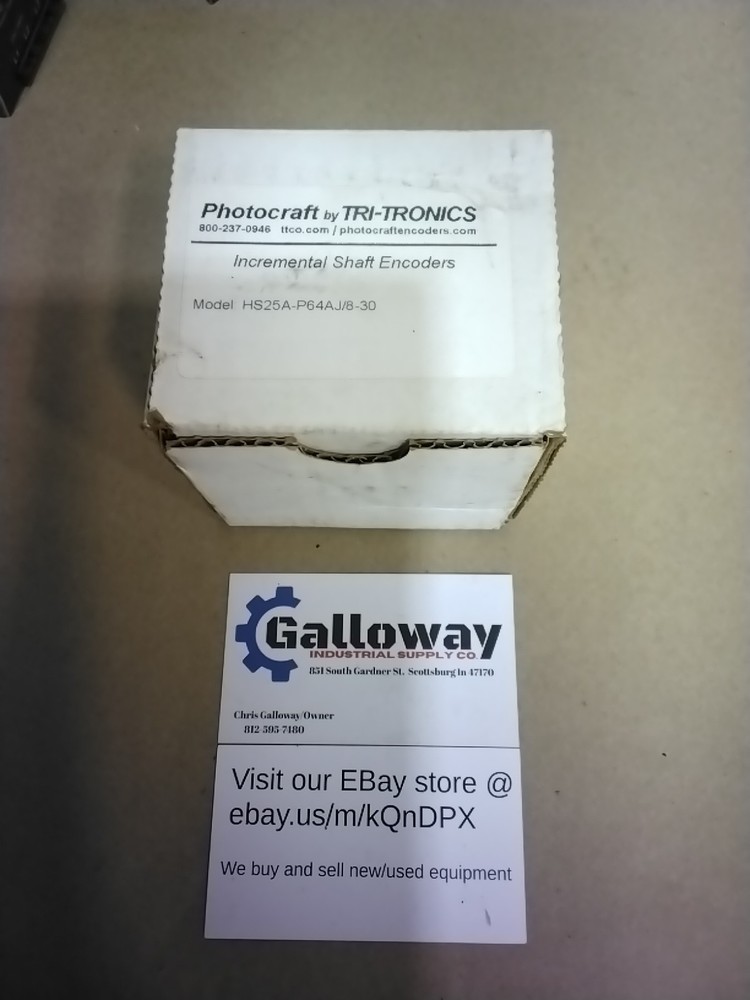 Photocraft by TRI-TRONICS
800-237-0946 ttco.com / photocraftencoders.com
Incremental Shaft Encoders
Model HS25A-P64AJ/8-30
Galloway
INDUSTRIAL SUPPLY CO.
851 South Gardner St. Scottsburg In 47170
Chris Galloway/Owner
812-595-7480
Visit our EBay store @
ebay.us/m/kQnDPX
We buy and sell new/used equipment